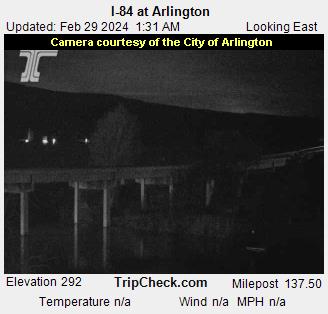 I-84 at Arlington
Updated: Feb 29 2024 1:31 AM Looking East
Camera courtesy of the City of Arlington
Elevation 292 TripCheck.com Milepost 137.50
Temperature n/a Wind n/a MPH n/a